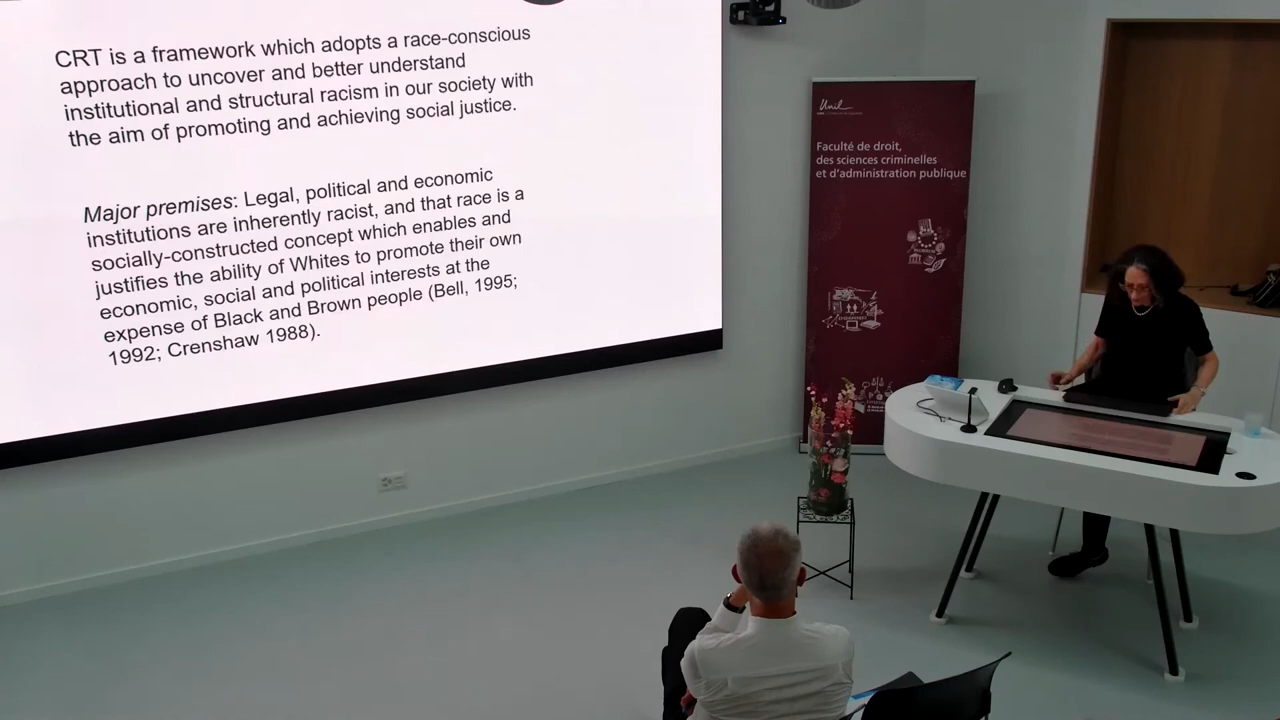 CRT is a framework which adopts a race-conscious
approach to uncover and better understand
institutional and structural racism in our society with
the aim of promoting and achieving social justice.
Major premises: Legal, political and economic
institutions are inherently racist, and that race is a
socially-constructed concept which enables and
justifies the ability of Whites to promote their own
economic, social and political interests at the
expense of Black and Brown people (Bell, 1995;
1992; Crenshaw 1988).
Unil
Faculté de droit,
des sciences criminelles
et d'administration publique